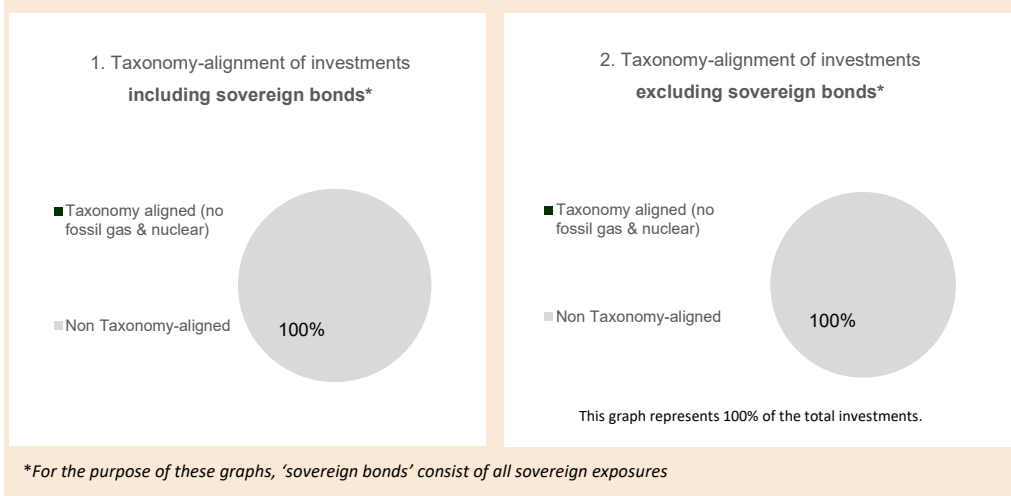 1. Taxonomy-alignment of investments
including sovereign bonds*
Taxonomy aligned (no
fossil gas & nuclear)
Non Taxonomy-aligned
100%
2. Taxonomy-alignment of investments
excluding sovereign bonds*
Taxonomy aligned (no
fossil gas & nuclear)
Non Taxonomy-aligned
100%
This graph represents 100% of the total investments.
*For the purpose of these graphs, ‘sovereign bonds’ consist of all sovereign exposures